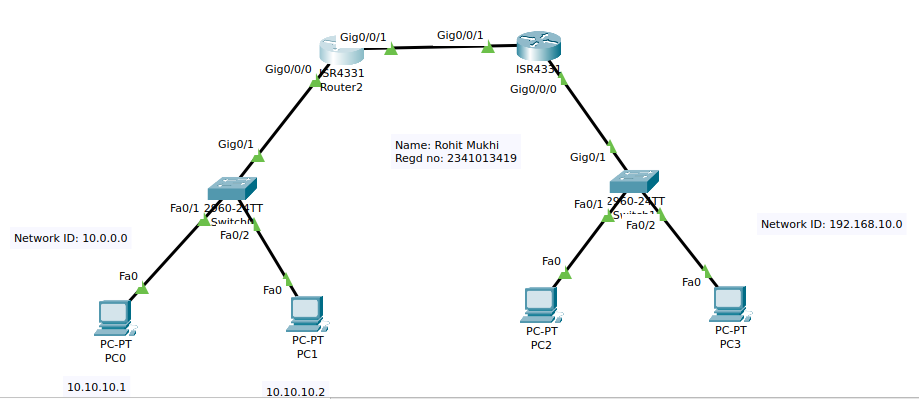 Gig0/0/1
Gig0/0/1
Gig0/0/0
ISR4331
Router2
ISR4331
Gig0/0/0
Name: Rohit Mukhi
Regd no: 2341013419
Gig0/1
Gig0/1
Fa0/1
2960-24TT
Switch0
Fa0/2
Fa0/1
2960-24TT
Switch1
Fa0/2
Network ID: 10.0.0.0
Network ID: 192.168.10.0
Fa0
Fa0
Fa0
Fa0
PC-PT
PC0
PC-PT
PC1
PC-PT
PC2
PC-PT
PC3
10.10.10.1
10.10.10.2